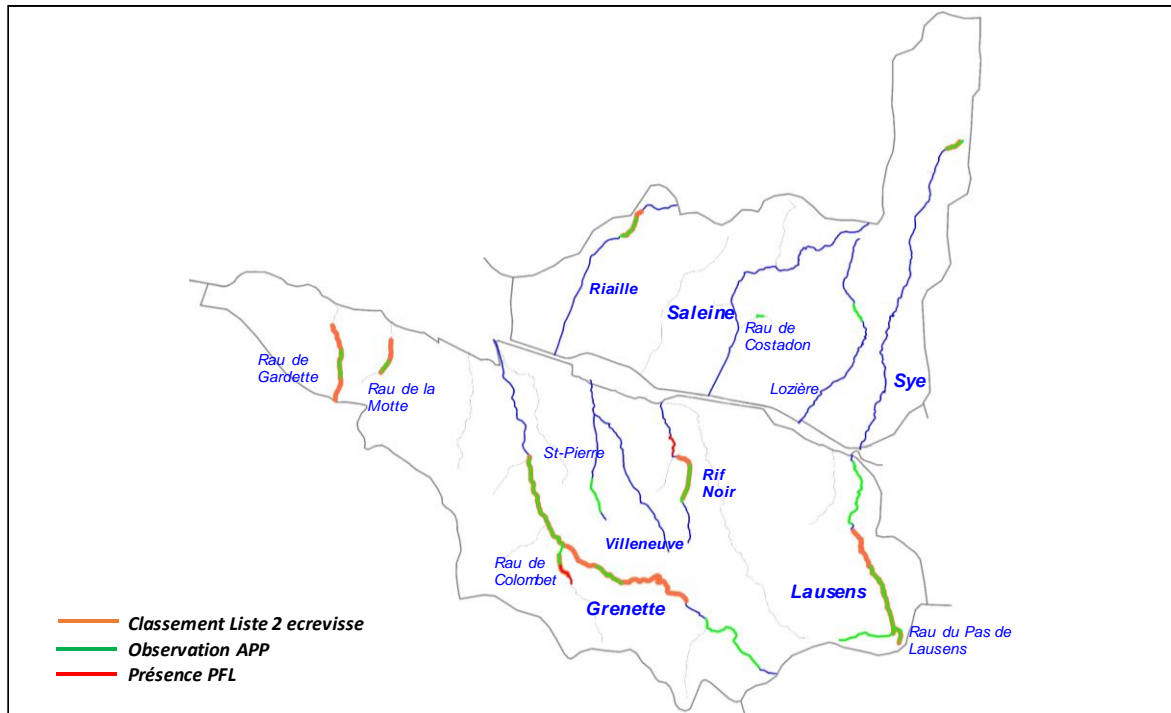 Riaille
Saleine
Rau de
Costadon
Rau de
Gardette
Rau de la
Motte
Lozière
Sye
St-Pierre
Rif
Noir
Villeneuve
Rau de
Colombet
Grenette
Lausens
Rau du Pas de
Lausens
Classement Liste 2 ecrevisse
Observation APP
Présence PFL